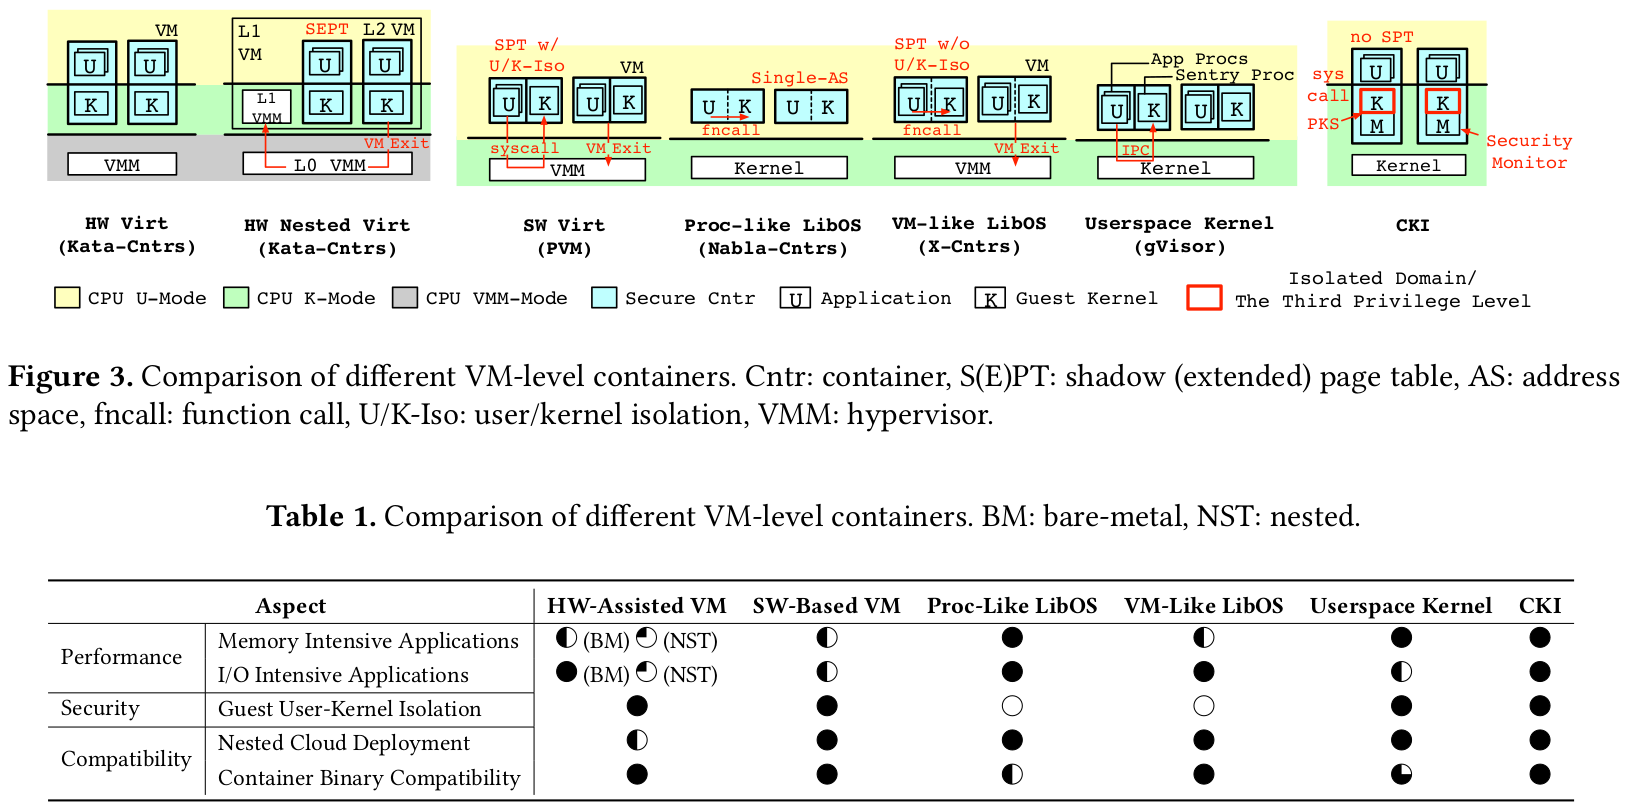 VM
U U
K K
VMM
HW Virt
(Kata-Cntrs)
L1
VM
SEPT L2 VM
U U
L1
VMM
K K
VM Exit
L0 VMM
HW Nested Virt
(Kata-Cntrs)
SPT w/
U/K-Iso
VM
U K U K
syscall
VM Exit
VMM
SW Virt
(PVM)
Single-AS
U K U K
fncall
Kernel
Proc-like LibOS
(Nabla-Cntrs)
SPT w/o
U/K-Iso
VM
U K U K
fncall
VM Exit
VMM
VM-like LibOS
(X-Cntrs)
App Procs
Sentry Proc
U K U K
IPC
Kernel
Userspace Kernel
(gVisor)
no SPT
sys
call
PKS
U U
K K
M M
Security
Monitor
Kernel
CKI
CPU U-Mode
CPU K-Mode
CPU VMM-Mode
Secure Cntr
U Application
K Guest Kernel
Isolated Domain/
The Third Privilege Level
Figure 3. Comparison of different VM-level containers. Cntr: container, S(E)PT: shadow (extended) page table, AS: address
space, fncall: function call, U/K-Iso: user/kernel isolation, VMM: hypervisor.
Table 1. Comparison of different VM-level containers. BM: bare-metal, NST: nested.
Aspect HW-Assisted VM SW-Based VM Proc-Like LibOS VM-Like LibOS Userspace Kernel CKI
Performance
Memory Intensive Applications (BM) (NST)
I/O Intensive Applications (BM) (NST)
Security Guest User-Kernel Isolation
Compatibility
Nested Cloud Deployment
Container Binary Compatibility